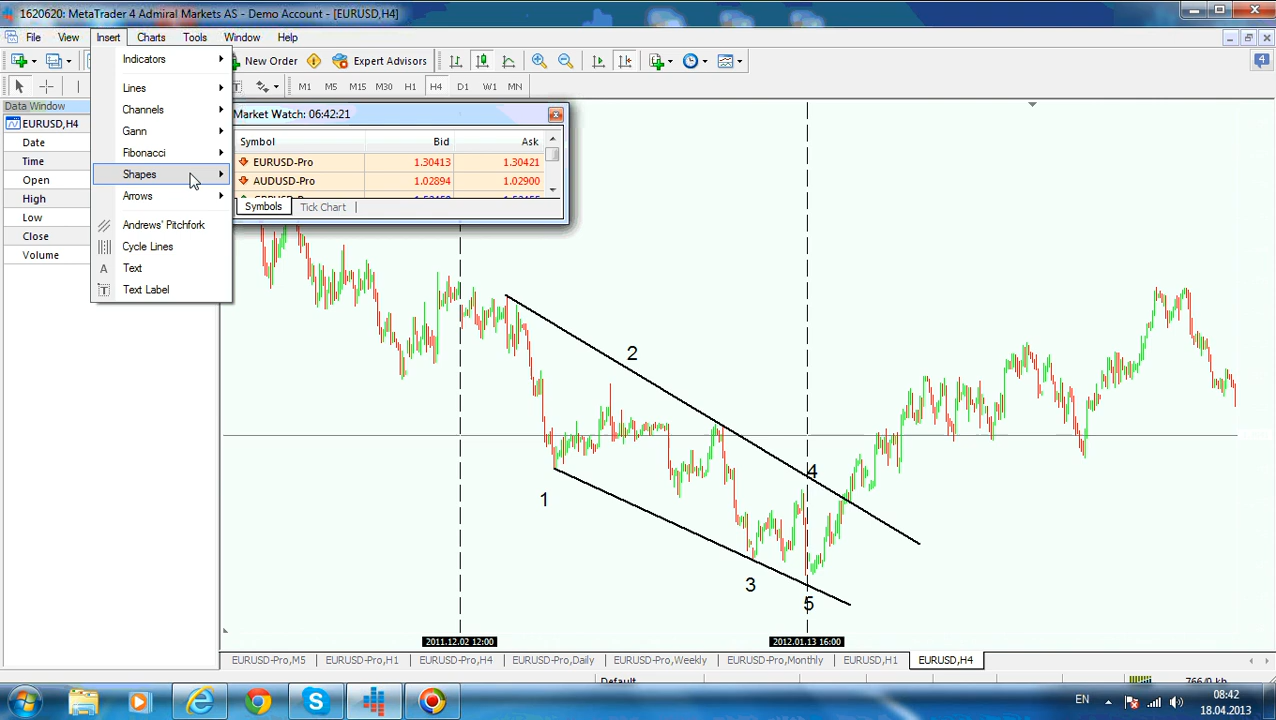 1620620: MetaTrader 4 Admiral Markets AS - Demo Account - [EURUSD,H4]
File View Insert Charts Tools Window Help
Indicators
New Order Expert Advisors
4
Lines
M1 M5 M15 M30 H1 H4 D1 W1 MN
Data Window
EURUSD,H4
Date
Time
Open
High
Low
Close
Volume
Channels
Gann
Fibonacci
Shapes
Arrows
Andrews' Pitchfork
Cycle Lines
A Text
T Text Label
Market Watch: 06:42:21
Symbol Bid Ask
EURUSD-Pro 1.30413 1.30421
AUDUSD-Pro 1.02894 1.02900
Symbols Tick Chart
2
4
1
3
5
2011.12.02 12:00 2012.01.13 16:00
EURUSD-Pro,M5 EURUSD-Pro,H1 EURUSD-Pro,H4 EURUSD-Pro,Daily EURUSD-Pro,Weekly EURUSD-Pro,Monthly EURUSD,H1 EURUSD,H4
Default
EN
08:42
18.04.2013